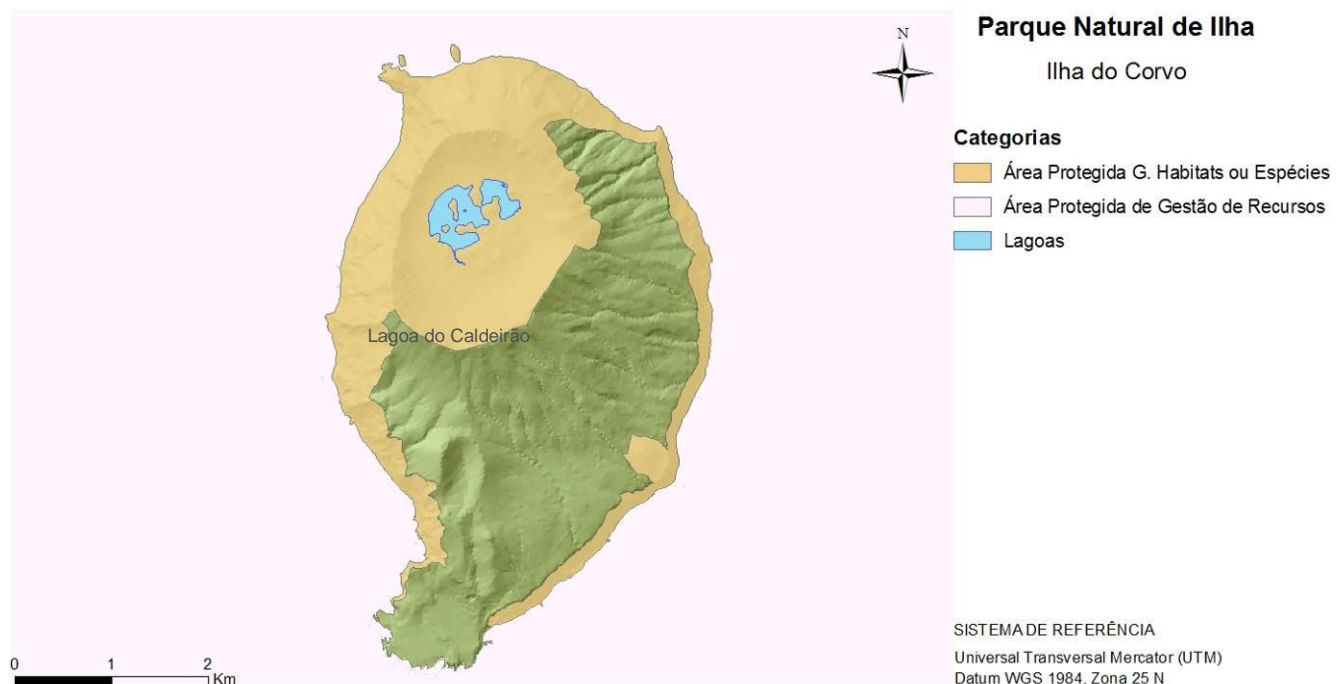 Parque Natural de Ilha
Ilha do Corvo
N
Categorias
Área Protegida G. Habitats ou Espécies
Área Protegida de Gestão de Recursos
Lagoas
Lagoa do Caldeirão
SISTEMA DE REFERÊNCIA
Universal Transversal Mercator (UTM)
Datum WGS 1984, Zona 25 N
0 1 2
Km